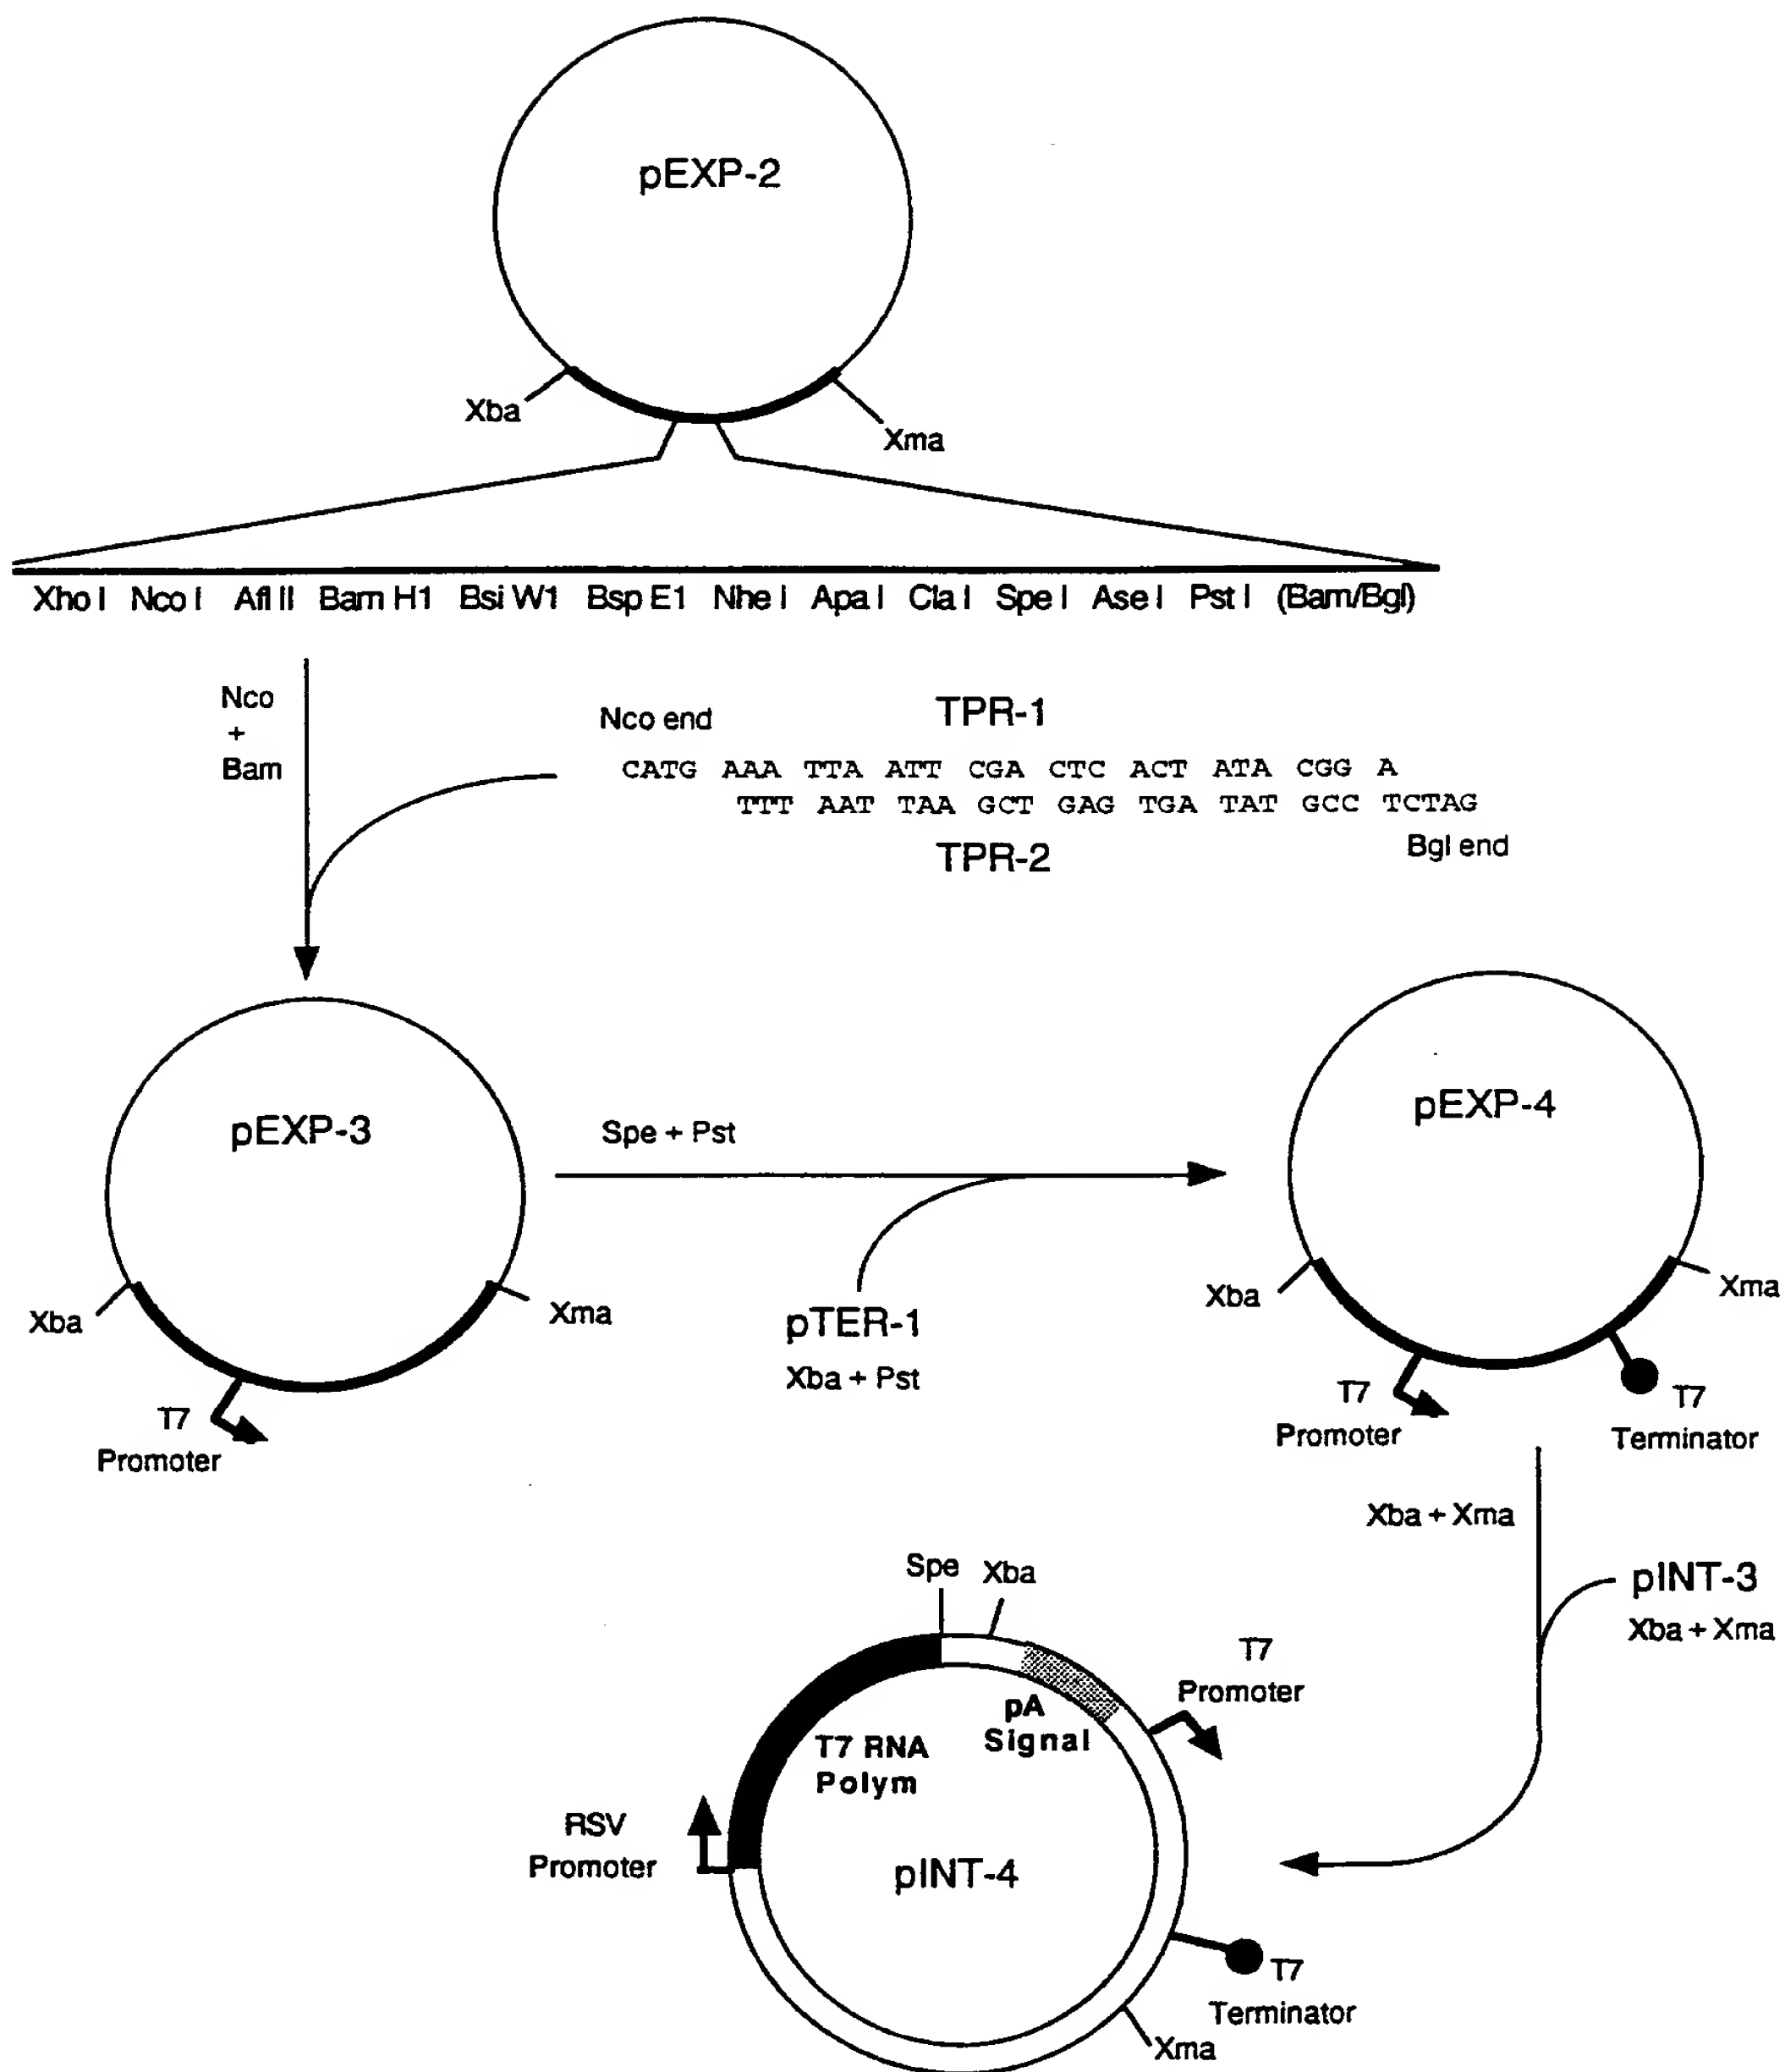 pEXP-2
Xba
Xma
Xho I Nco I Afl II Bam H1 Bsi W1 Bsp E1 Nhe I Apa I Cla I Spe I Ase I Pst I (Bam/Bgl)
Nco
+
Bam
Nco end
TPR-1
CATG AAA TTA ATT CGA CTC ACT ATA CGG A
TTT AAT TAA GCT GAG TGA TAT GCC TCTAG
TPR-2
Bgl end
pEXP-3
Xba
Xma
T7
Promoter
Spe + Pst
pTER-1
Xba + Pst
pEXP-4
Xba
Xma
T7
Promoter
T7
Terminator
Xba + Xma
pINT-3
Xba + Xma
Spe
Xba
T7
Promoter
pA
Signal
T7 RNA
Polym
RSV
Promoter
pINT-4
T7
Terminator
Xma